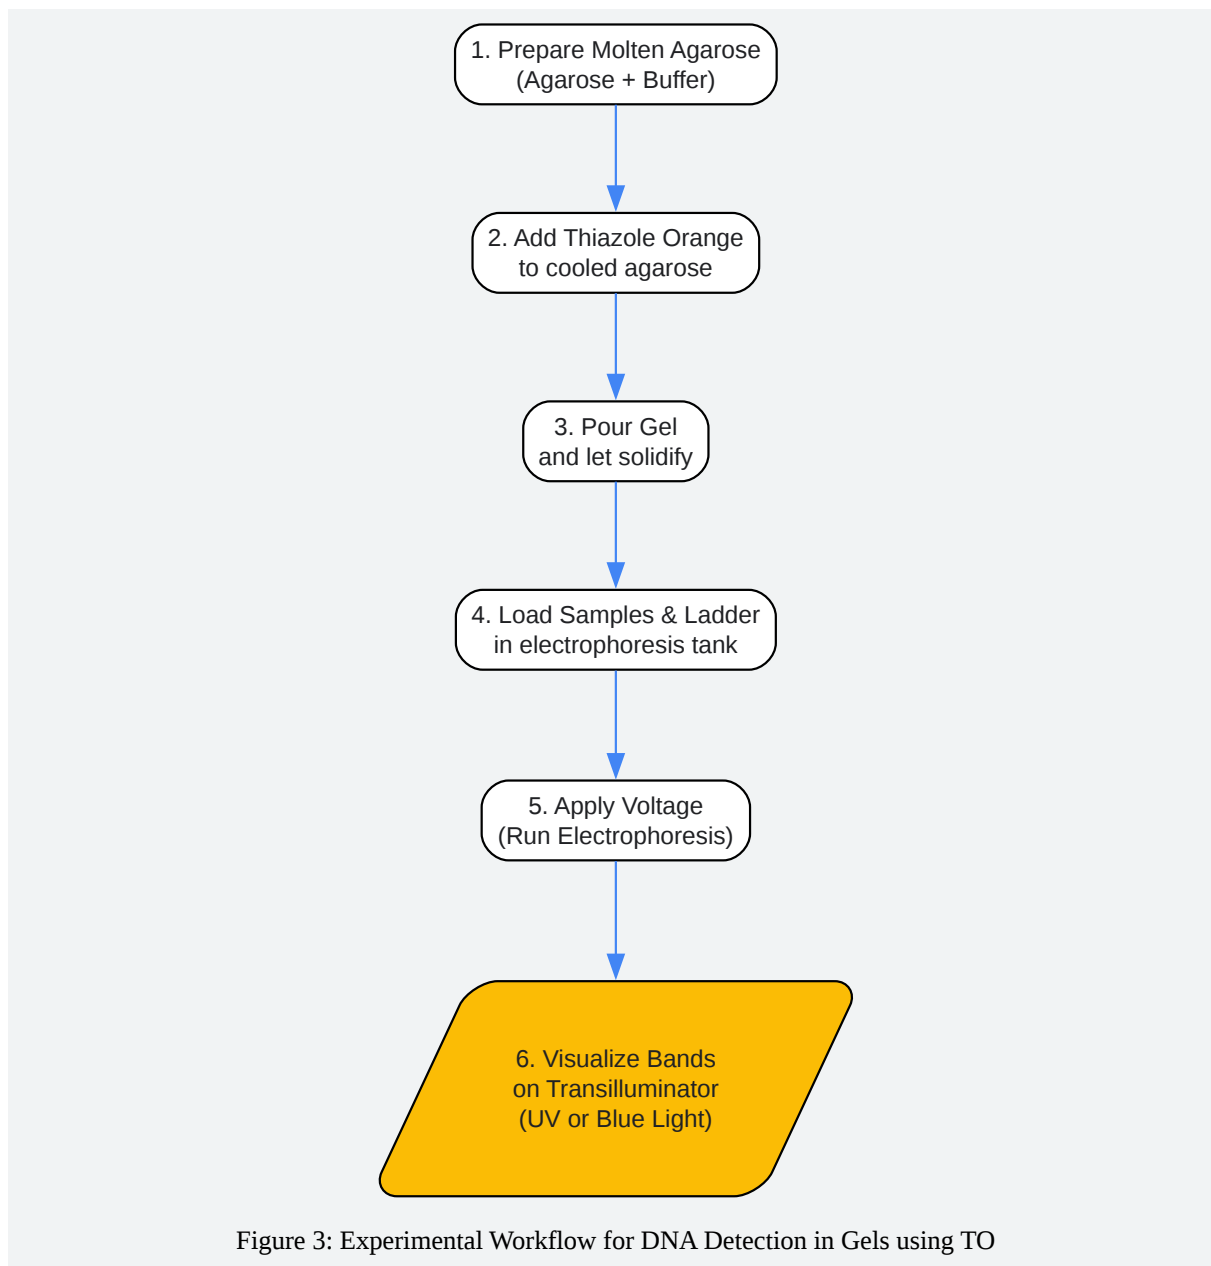 1. Prepare Molten Agarose
(Agarose + Buffer)
2. Add Thiazole Orange
to cooled agarose
3. Pour Gel
and let solidify
4. Load Samples & Ladder
in electrophoresis tank
5. Apply Voltage
(Run Electrophoresis)
6. Visualize Bands
on Transilluminator
(UV or Blue Light)
Figure 3: Experimental Workflow for DNA Detection in Gels using TO